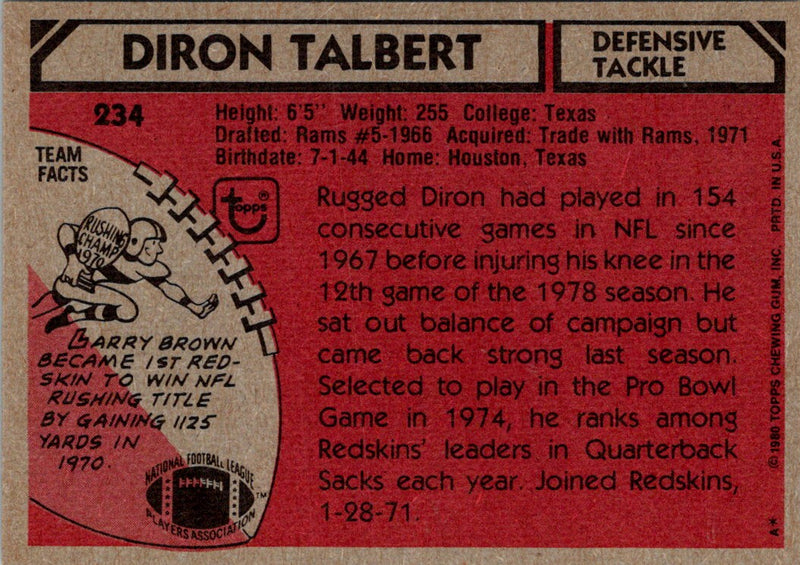 DIRON TALBERT
DEFENSIVE
TACKLE
234
Height: 6'5" Weight: 255 College: Texas
Drafted: Rams #5-1966 Acquired: Trade with Rams, 1971
Birthdate: 7-1-44 Home: Houston, Texas
TEAM
FACTS
RUSHING
CHAMP
1970
LARRY BROWN
BECAME 1ST RED-
SKIN TO WIN NFL
RUSHING TITLE
BY GAINING 1125
YARDS IN
1970.
NATIONAL FOOTBALL LEAGUE
PLAYERS ASSOCIATION
TM
topps
®
Rugged Diron had played in 154
consecutive games in NFL since
1967 before injuring his knee in the
12th game of the 1978 season. He
sat out balance of campaign but
came back strong last season.
Selected to play in the Pro Bowl
Game in 1974, he ranks among
Redskins' leaders in Quarterback
Sacks each year. Joined Redskins,
1-28-71.
A* ©1980 TOPPS CHEWING GUM, INC. PRTD. IN U.S.A.